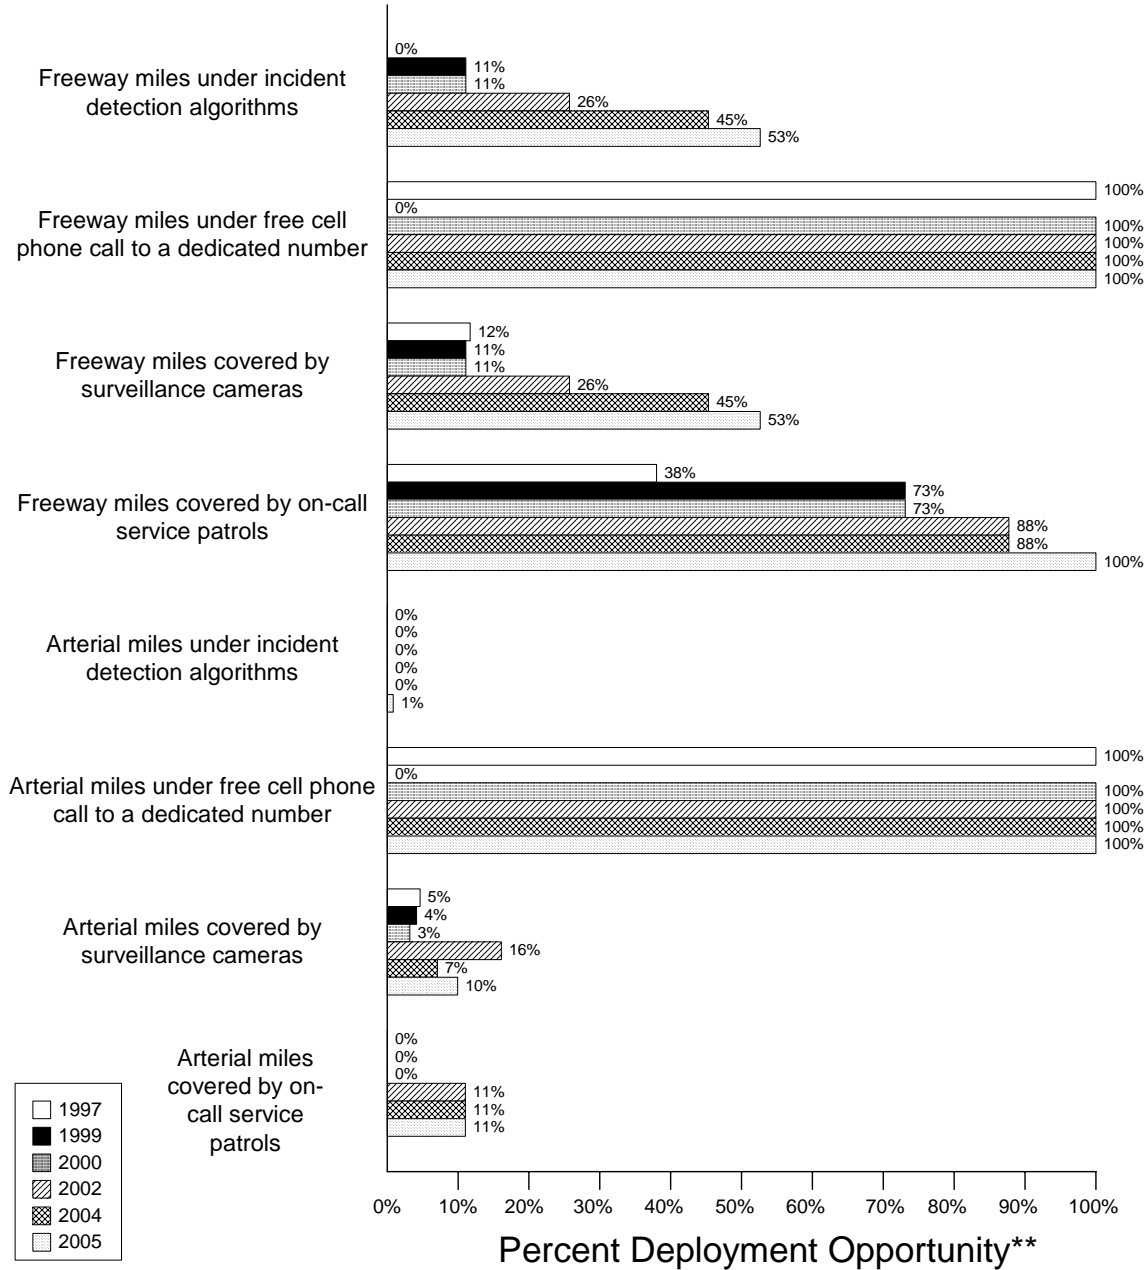 0%
11%
Freeway miles under incident
detection algorithms
11%
26%
45%
53%
100%
0%
Freeway miles under free cell
phone call to a dedicated number
100%
100%
100%
100%
12%
11%
Freeway miles covered by
surveillance cameras
11%
26%
45%
53%
38%
73%
Freeway miles covered by on-call
service patrols
73%
88%
88%
100%
0%
0%
Arterial miles under incident
detection algorithms
0%
0%
0%
1%
100%
0%
Arterial miles under free cell phone
call to a dedicated number
100%
100%
100%
100%
5%
4%
Arterial miles covered by
surveillance cameras
3%
16%
7%
10%
0%
0%
0%
Arterial miles
covered by on-
call service
patrols
11%
11%
11%
1997
1999
2000
2002
2004
2005
0% 10% 20% 30% 40% 50% 60% 70% 80% 90% 100%
Percent Deployment Opportunity**